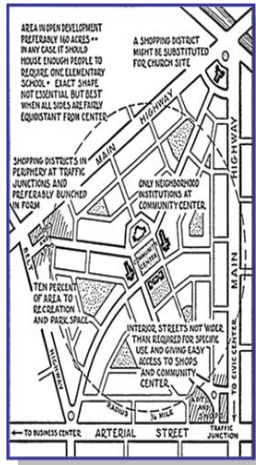 AREA IN OPEN DEVELOPMENT
PREFERABLY 160 ACRES
IN ANY CASE IT SHOULD
HOUSE ENOUGH PEOPLE TO
REQUIRE ONE ELEMENTARY
SCHOOL • EXACT SHAPE
NOT ESSENTIAL BUT BEST
WHEN ALL SIDES ARE FAIRLY
EQUIDISTANT FROM CENTER
A SHOPPING DISTRICT
MIGHT BE SUBSTITUTED
FOR CHURCH SITE
MAIN HIGHWAY
HIGHWAY
MAIN
SHOPPING DISTRICTS IN
PERIPHERY AT TRAFFIC
JUNCTIONS AND
PREFERABLY BUNCHED
IN FORM
ONLY NEIGHBORHOOD
INSTITUTIONS AT
COMMUNITY CENTER
COMMUNITY
CENTER
TEN PERCENT
OF AREA TO
RECREATION
AND PARK SPACE
HIGHWAY
INTERIOR STREETS NOT WIDER
THAN REQUIRED FOR SPECIFIC
USE AND GIVING EASY
ACCESS TO SHOPS
AND COMMUNITY
CENTER
TO CIVIC CENTER
RADIUS
MILE
TO BUSINESS CENTER
ARTERIAL STREET
TRAFFIC
JUNCTION